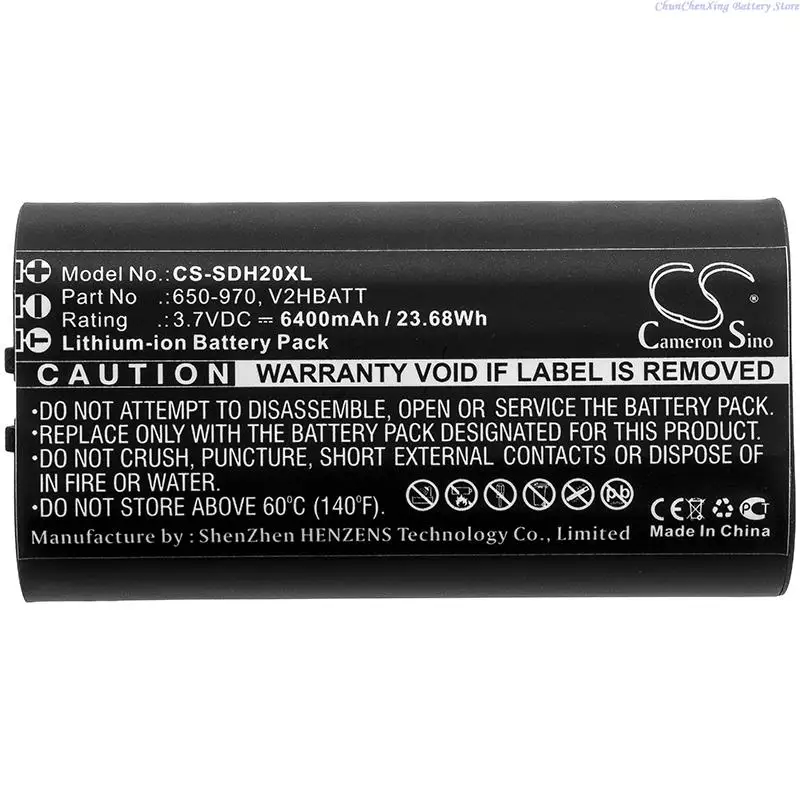 ChunChenXing Battery Store
Model No.: CS-SDH20XL
Part No .: 650-970, V2HBATT
Rating .: 3.7VDC ⎓ 6400mAh / 23.68Wh
Lithium-ion Battery Pack
CS
Cameron Sino
CAUTION WARRANTY VOID IF LABEL IS REMOVED
•DO NOT ATTEMPT TO DISASSEMBLE, OPEN OR SERVICE THE BATTERY PACK.
•REPLACE ONLY WITH THE BATTERY PACK DESIGNATED FOR THIS PRODUCT.
•DO NOT CRUSH, PUNCTURE, SHORT EXTERNAL CONTACTS OR DISPOSE OF
IN FIRE OR WATER.
•DO NOT STORE ABOVE 60°C (140°F).
Pb
CE PCT
Made In China
Manufacture by : ShenZhen HENZENS Technology Co., Limited